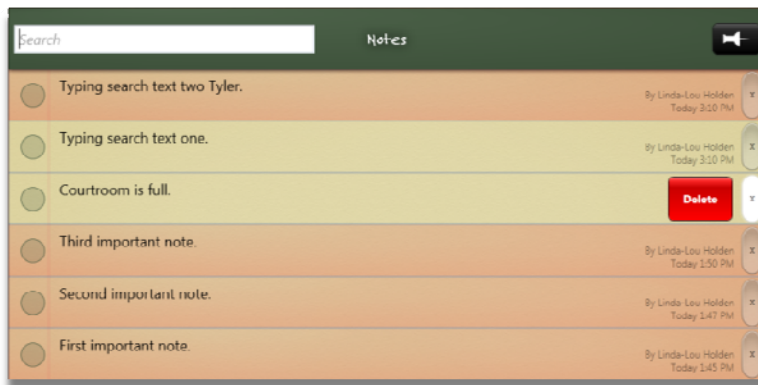 Search
Notes
Typing search text two Tyler.
By Linda-Lou Holden
Today 3:10 PM
x
Typing search text one.
By Linda-Lou Holden
Today 3:10 PM
x
Courtroom is full.
Delete
x
Third important note.
By Linda-Lou Holden
Today 1:50 PM
x
Second important note.
By Linda-Lou Holden
Today 1:47 PM
x
First important note.
By Linda-Lou Holden
Today 1:45 PM
x